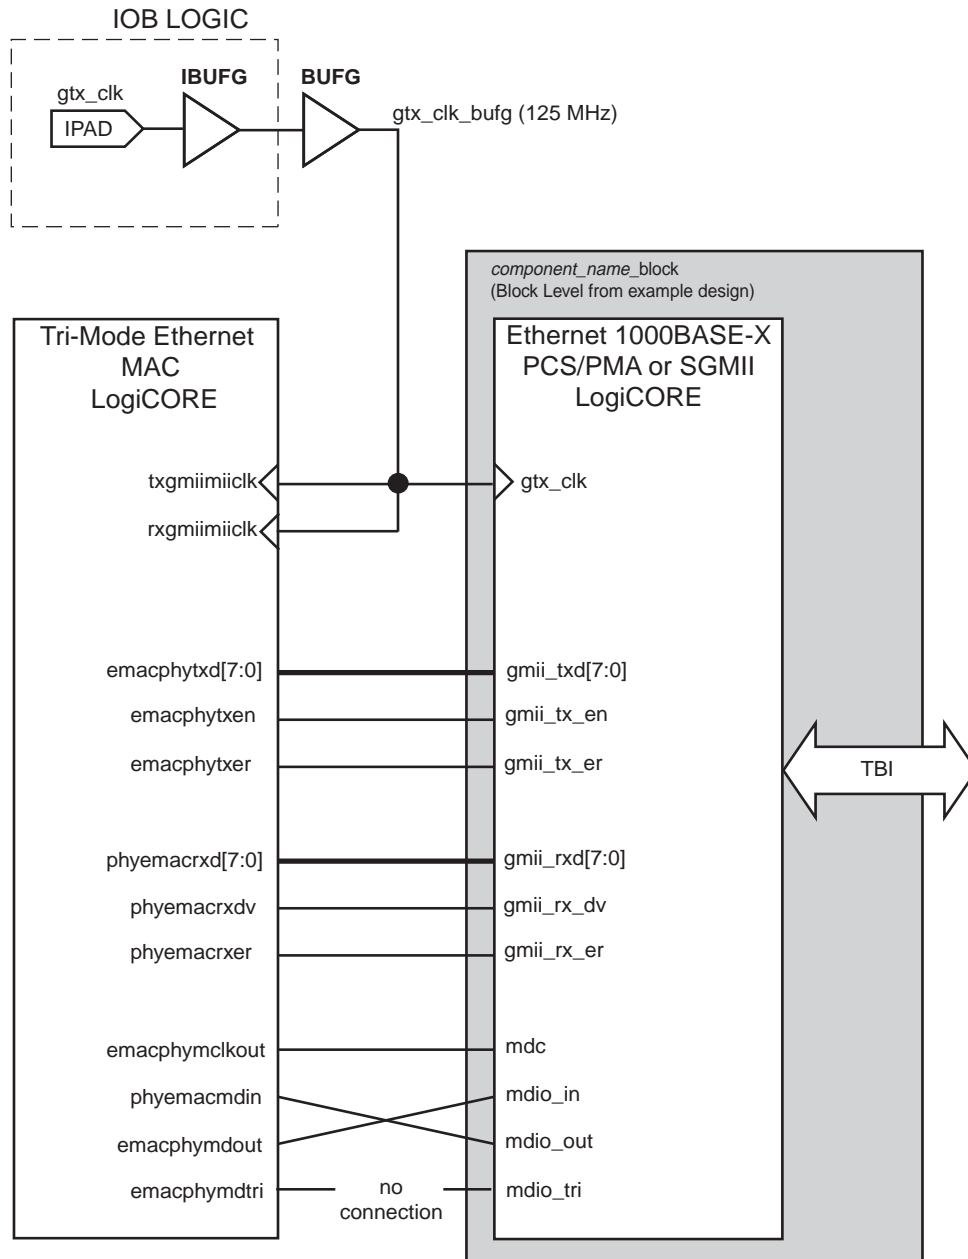 IOB LOGIC
IBUFG
BUFG
gtx_clk
gtx_clk_bufg (125 MHz)
IPAD
component_name_block
(Block Level from example design)
Tri-Mode Ethernet
MAC
LogiCORE
Ethernet 1000BASE-X
PCS/PMA or SGMII
LogiCORE
txgmiimiiclk
gtx_clk
rxgmiimiiclk
emacphytxd[7:0]
gmii_txd[7:0]
emacphytxen
gmii_tx_en
emacphytxer
gmii_tx_er
TBI
phyemacrxd[7:0]
gmii_rxd[7:0]
phyemacrxdv
gmii_rx_dv
phyemacrxer
gmii_rx_er
emacphymclkout
mdc
phyemacmdin
mdio_in
emacphymdout
mdio_out
emacphymdtri
no
connection
mdio_tri